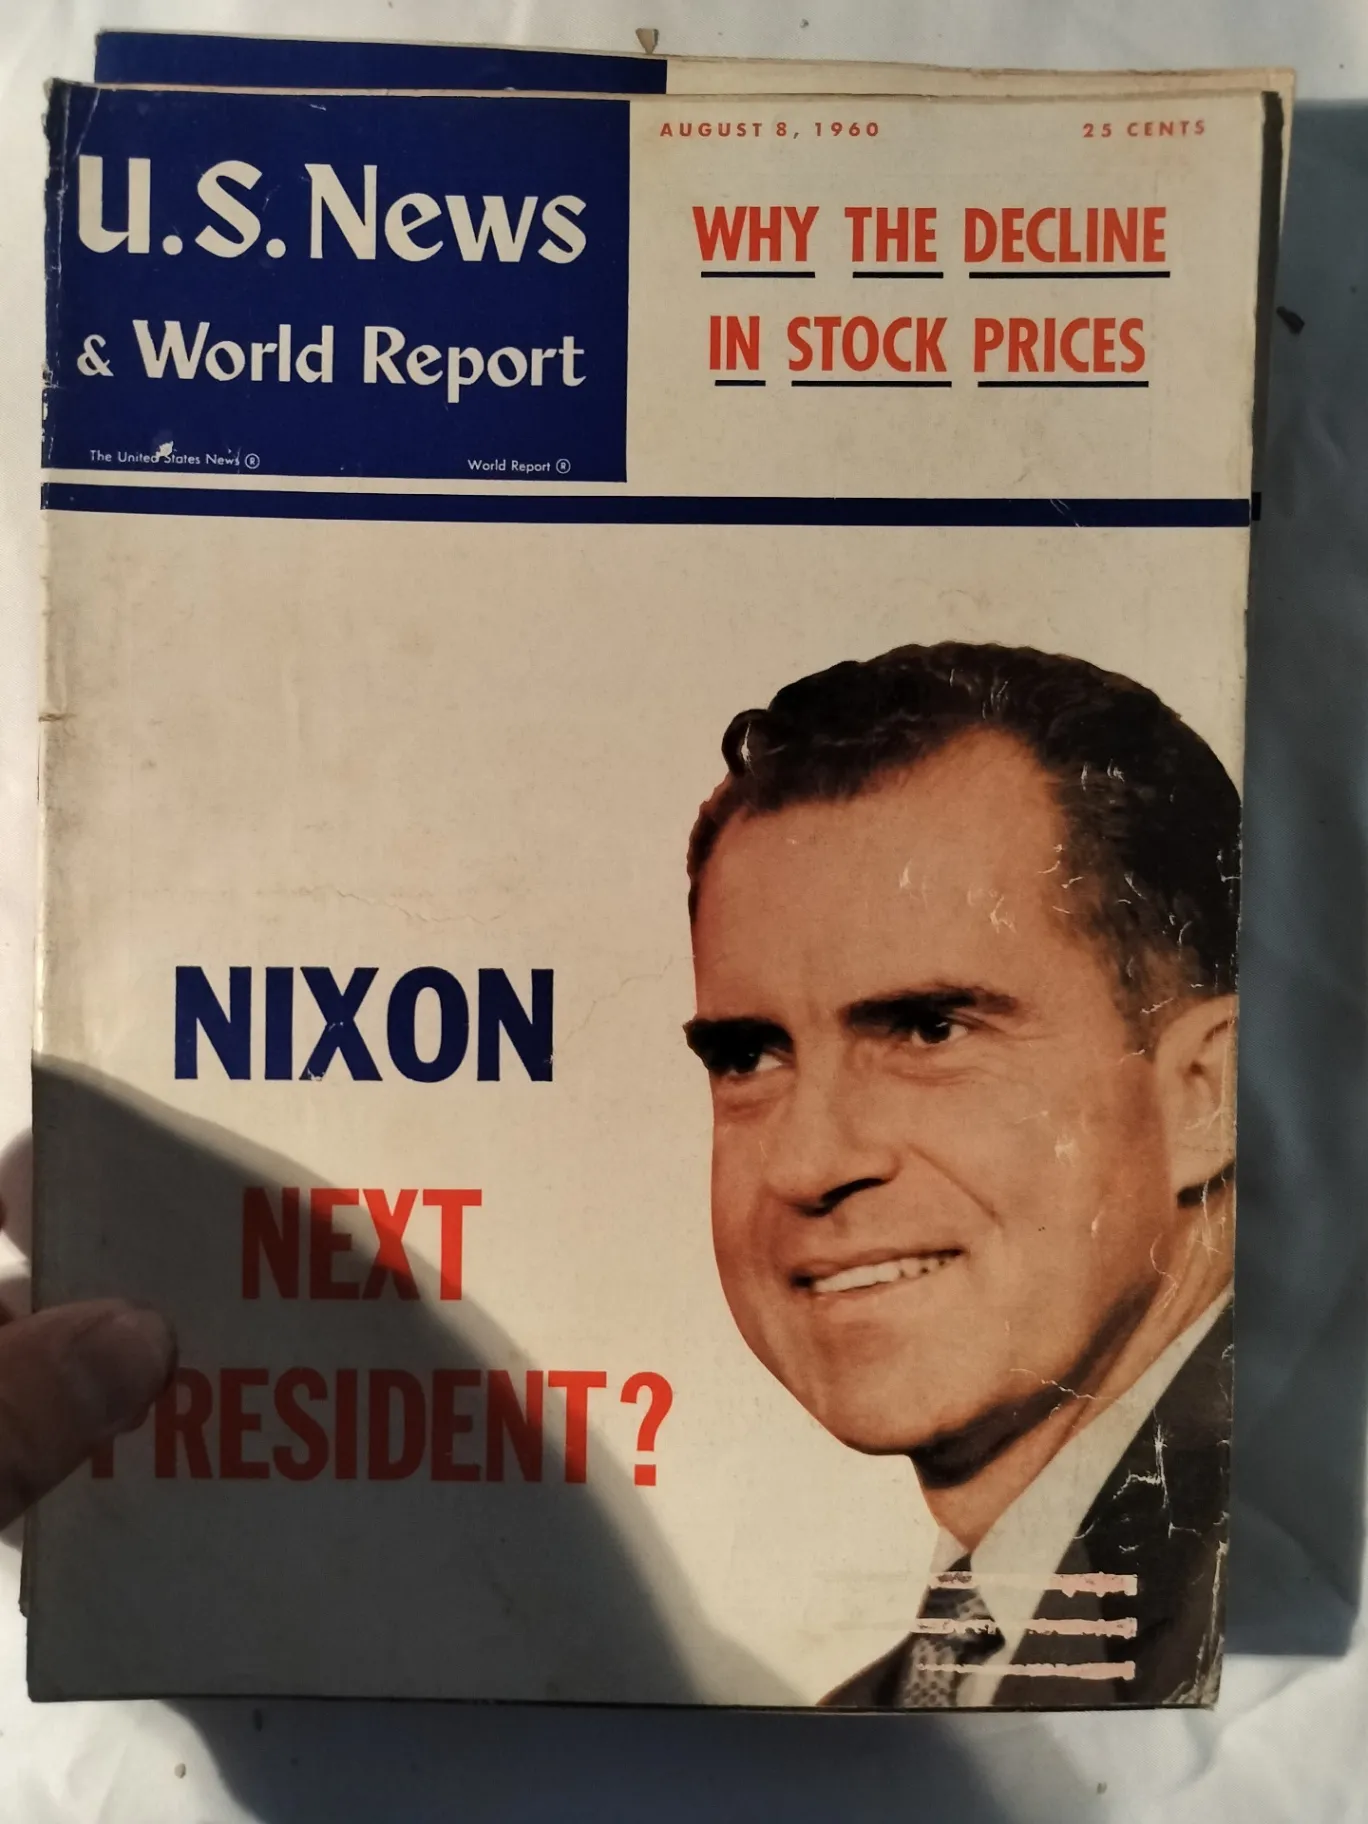 U.S. News
& World Report
The United States News ®
World Report ®
AUGUST 8, 1960
25 CENTS
WHY THE DECLINE
IN STOCK PRICES
NIXON
NEXT
PRESIDENT?